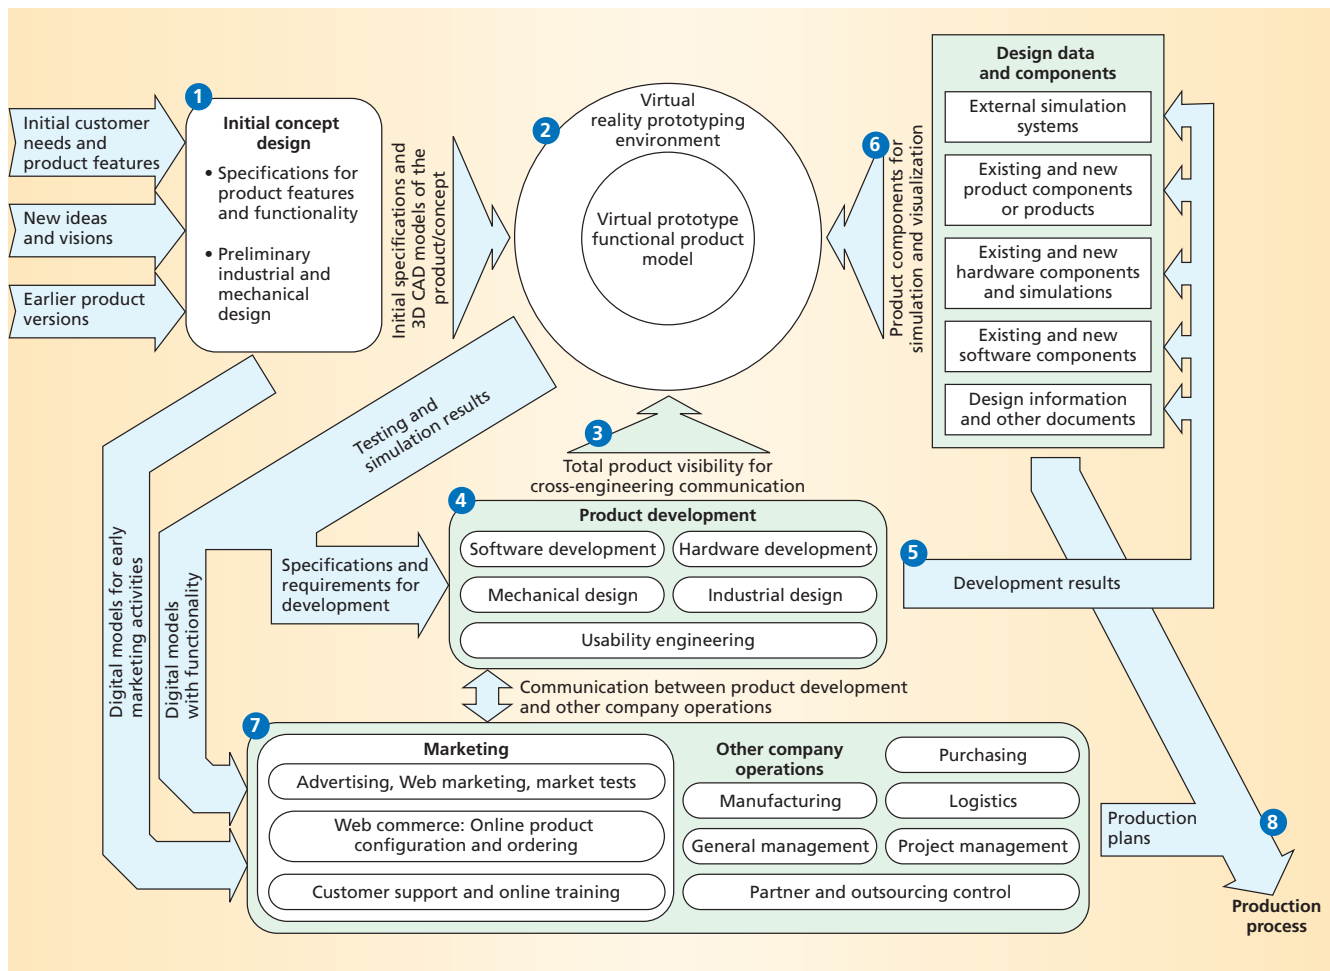 1
Initial customer
needs and
product features
New ideas
and visions
Earlier product
versions
Initial concept
design
• Specifications for
product features
and functionality
• Preliminary
industrial and
mechanical
design
Initial specifications and
3D CAD models of the
product/concept
2
Virtual
reality prototyping
environment
Virtual prototype
functional product
model
6
Product components for
simulation and visualization
Design data
and components
External simulation
systems
Existing and new
product components
or products
Existing and new
hardware components
and simulations
Existing and new
software components
Design information
and other documents
Testing and
simulation results
3
Total product visibility for
cross-engineering communication
4
Product development
Software development
Hardware development
Mechanical design
Industrial design
Usability engineering
Specifications and
requirements for
development
5
Development results
Digital models for early
marketing activities
Digital models
with functionality
Communication between product development
and other company operations
7
Marketing
Advertising, Web marketing, market tests
Web commerce: Online product
configuration and ordering
Customer support and online training
Other company
operations
Purchasing
Manufacturing
Logistics
General management
Project management
Partner and outsourcing control
Production
plans
8
Production
process